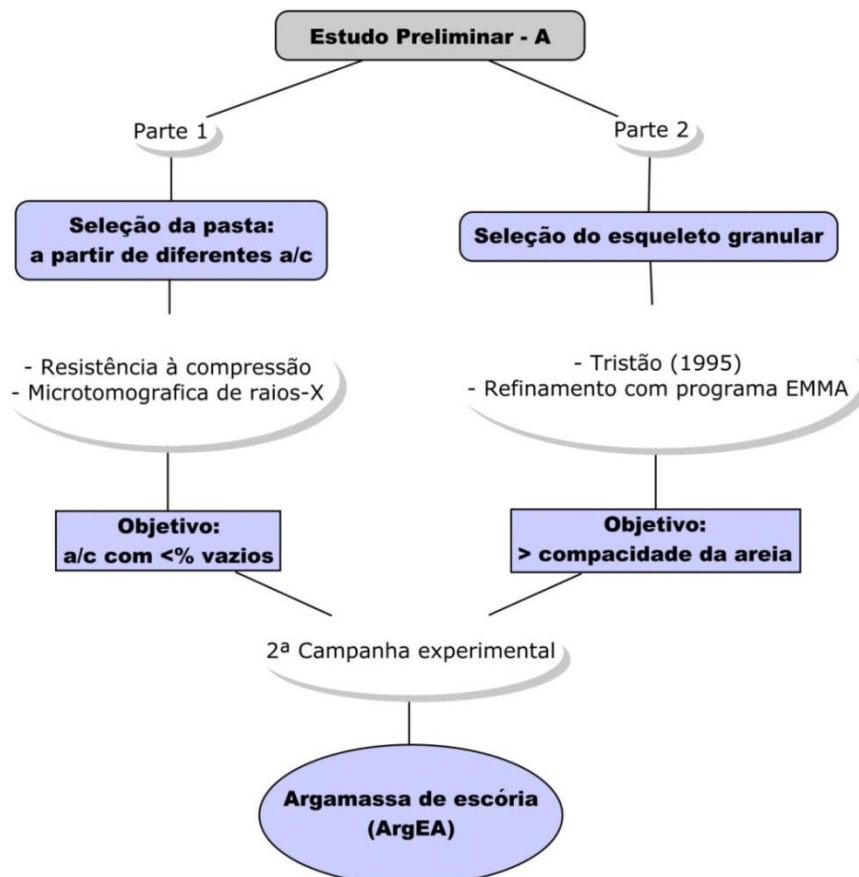 Estudo Preliminar - A
Parte 1
Parte 2
Seleção da pasta:
a partir de diferentes a/c
Seleção do esqueleto granular
- Resistência à compressão
- Microtomografica de raios-X
- Tristão (1995)
- Refinamento com programa EMMA
Objetivo:
a/c com <% vazios
Objetivo:
> compacidade da areia
2ª Campanha experimental
Argamassa de escória
(ArgEA)